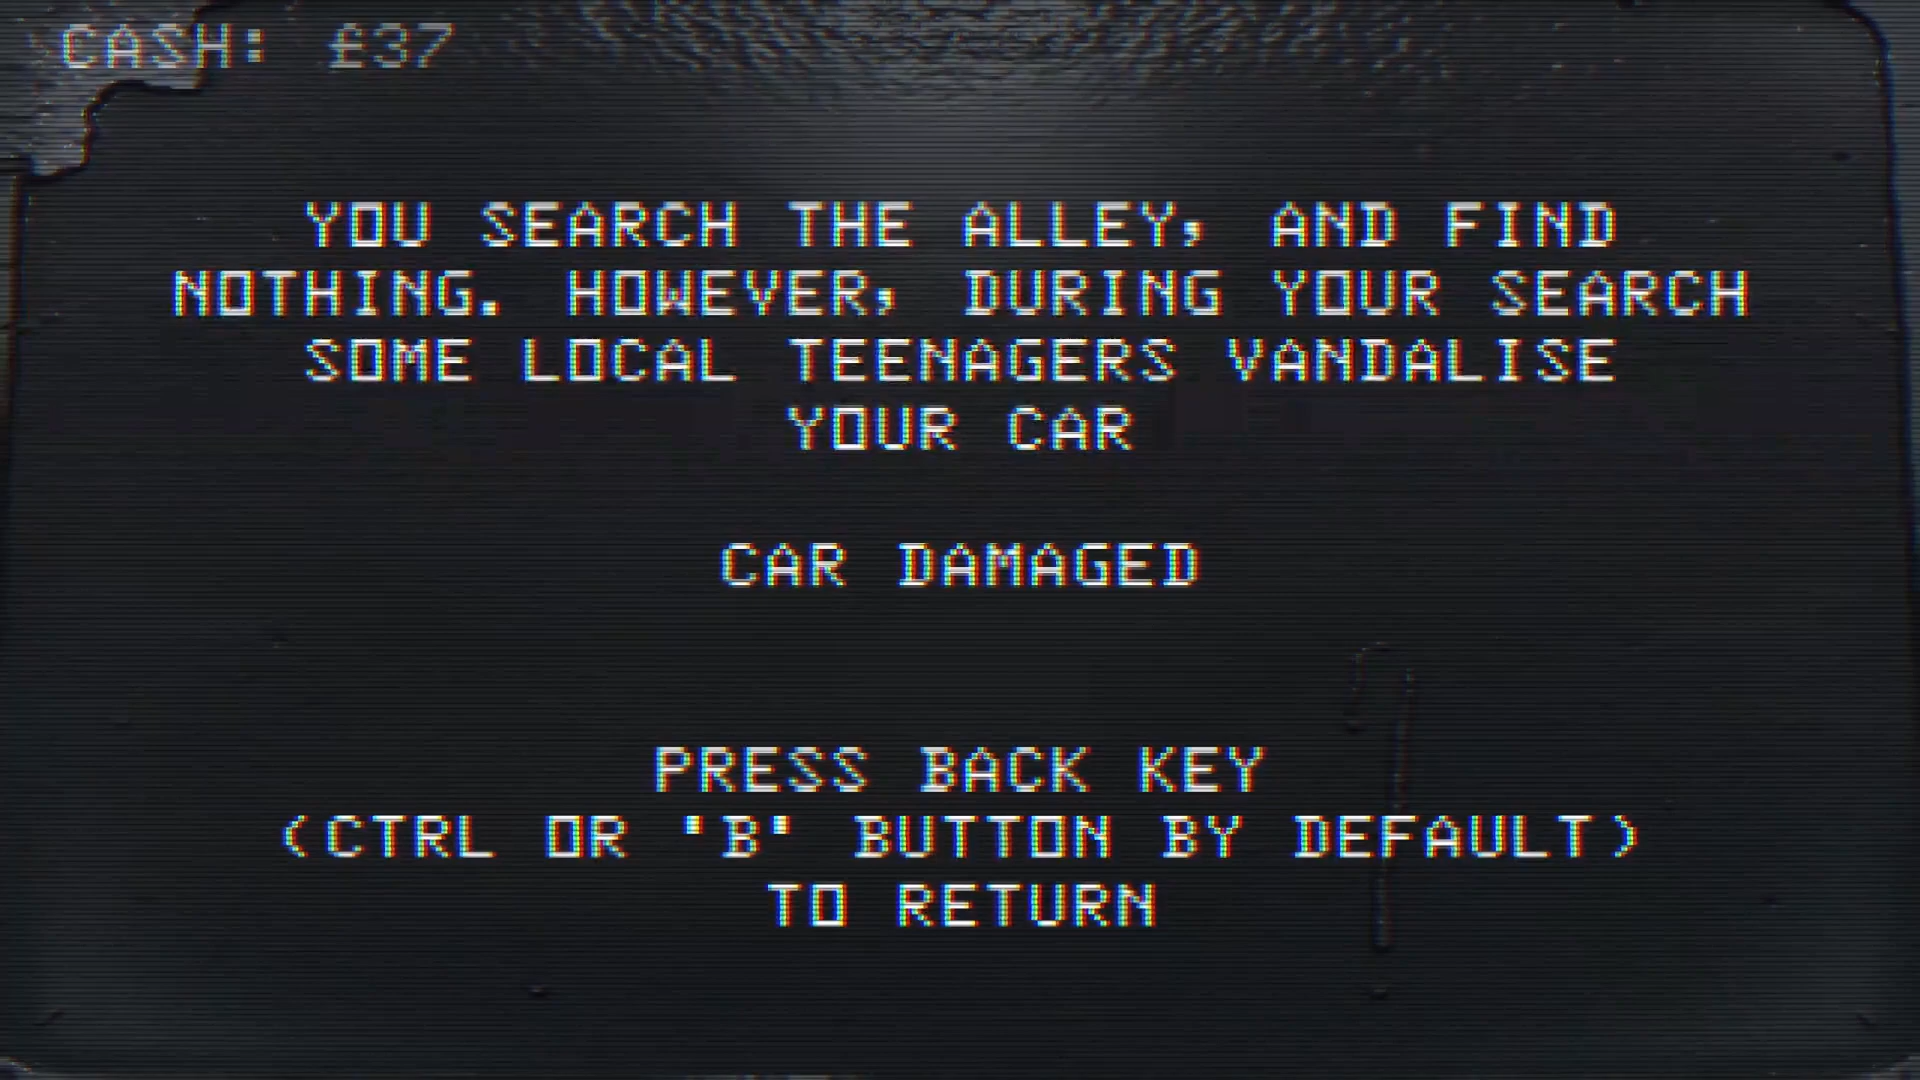 CASH: £37
YOU SEARCH THE ALLEY, AND FIND
NOTHING. HOWEVER, DURING YOUR SEARCH
SOME LOCAL TEENAGERS VANDALISE
YOUR CAR
CAR DAMAGED
PRESS BACK KEY
(CTRL OR 'B' BUTTON BY DEFAULT)
TO RETURN